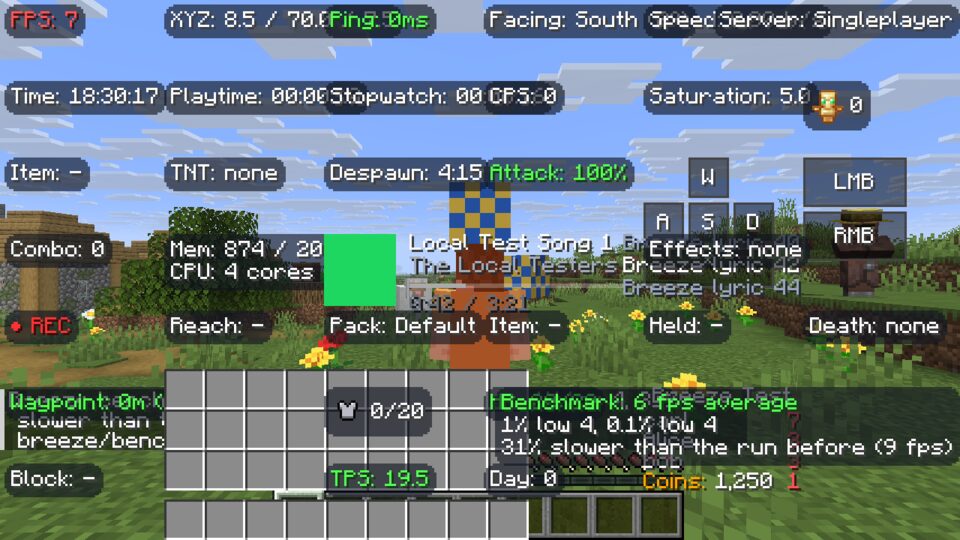 FPS: 7
XYZ: 8.5 / 70.
Ping: 0ms
Facing: South
Speed
Server: Singleplayer
Time: 18:30:17
Playtime: 00:00
Stopwatch: 00
CPS: 0
Saturation: 5.0
0
Item: -
TNT: none
Despawn: 4:15
Attack: 100%
W
LMB
A S D
RMB
Combo: 0
Mem: 874 / 20
CPU: 4 cores
Local Test Song 1
The Local Testers
0:42 / 3:21
Effects: none
Breeze lyric 42
Breeze lyric 44
REC
Reach: -
Pack: Default
Item: -
Held: -
Death: none
Waypoint: 0m
slower than
breeze/benc
0/20
Benchmark: 6 fps average
1% low 4, 0.1% low 4
31% slower than the run before (9 fps)
Block: -
TPS: 19.5
Day: 0
Coins: 1,250 1